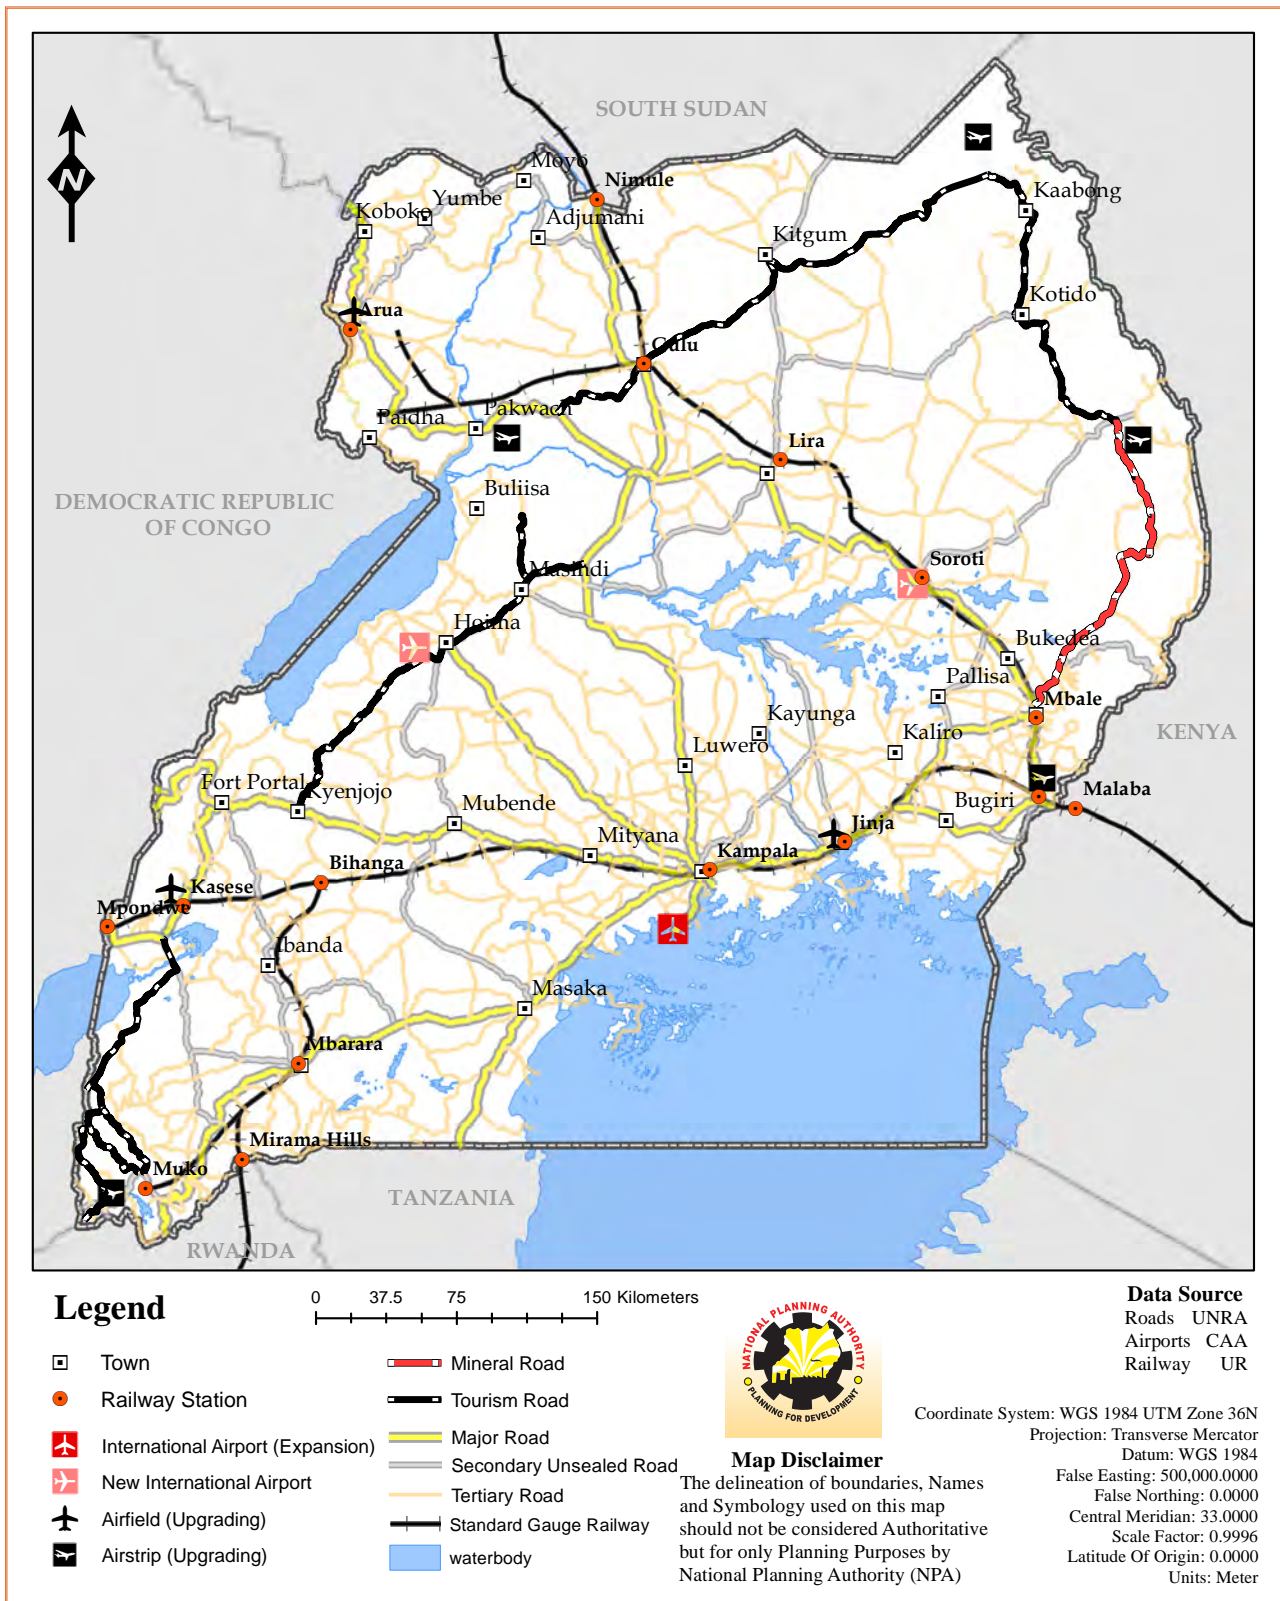 SOUTH SUDAN
Moyo
Nimule
Kaabong
Yumbe
Koboko
Adjumani
Kitgum
Kotido
Arua
Gulu
Pakwach
Paidha
Lira
Buliisa
DEMOCRATIC REPUBLIC
OF CONGO
Soroti
Masindi
Hoima
Bukedea
Pallisa
Mbale
Kayunga
Kaliro
KENYA
Luwero
Fort Portal
Kyenjojo
Mubende
Bugiri
Malaba
Mityana
Jinja
Kampala
Bihanga
Kasese
Mpondwe
Ibanda
Masaka
Mbarara
Mirama Hills
Muko
TANZANIA
RWANDA
N
Legend
0 37.5 75 150 Kilometers
Town
Railway Station
International Airport (Expansion)
New International Airport
Airfield (Upgrading)
Airstrip (Upgrading)
Mineral Road
Tourism Road
Major Road
Secondary Unsealed Road
Tertiary Road
Standard Gauge Railway
waterbody
NATIONAL PLANNING AUTHORITY
PLANNING FOR DEVELOPMENT
Map Disclaimer
The delineation of boundaries, Names
and Symbology used on this map
should not be considered Authoritative
but for only Planning Purposes by
National Planning Authority (NPA)
Data Source
Roads UNRA
Airports CAA
Railway UR
Coordinate System: WGS 1984 UTM Zone 36N
Projection: Transverse Mercator
Datum: WGS 1984
False Easting: 500,000.0000
False Northing: 0.0000
Central Meridian: 33.0000
Scale Factor: 0.9996
Latitude Of Origin: 0.0000
Units: Meter